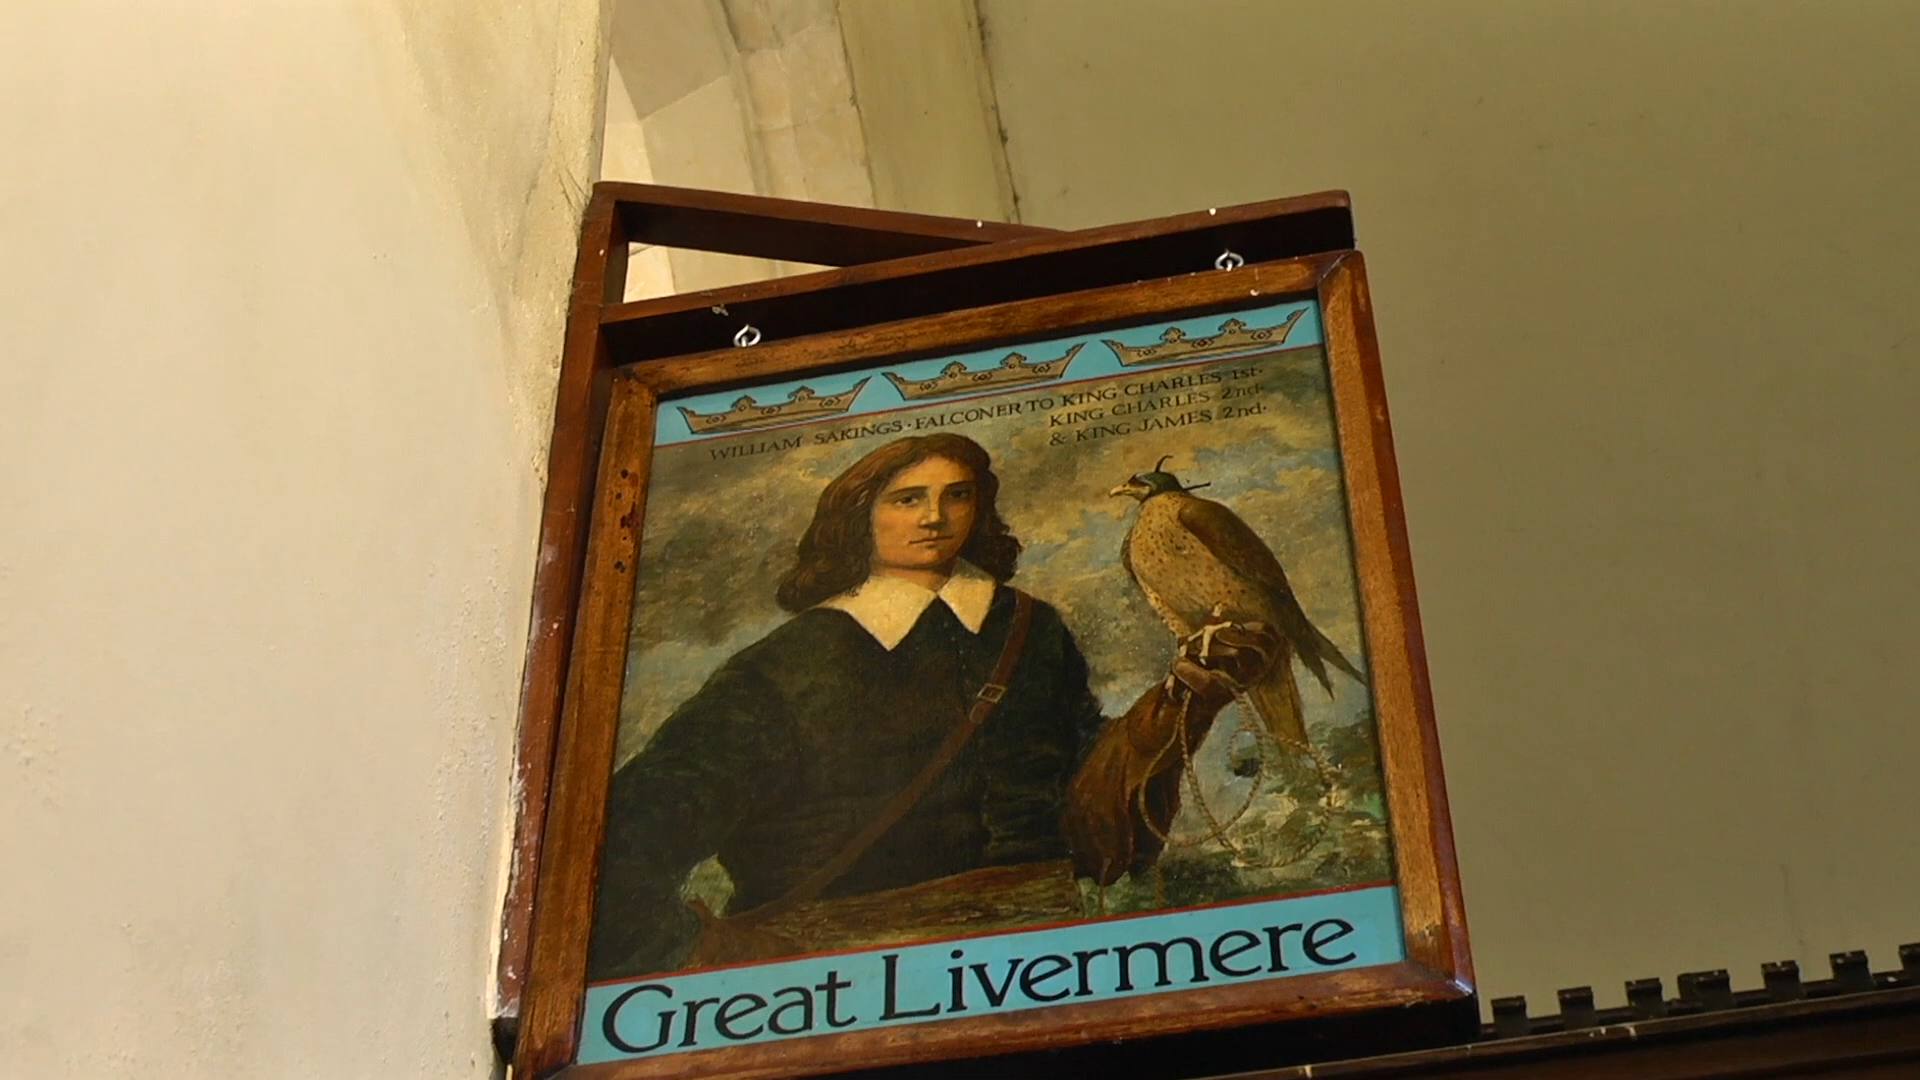 WILLIAM SAKINGS · FALCONER TO KING CHARLES 1st·
KING CHARLES 2nd·
& KING JAMES 2nd·
Great Livermere